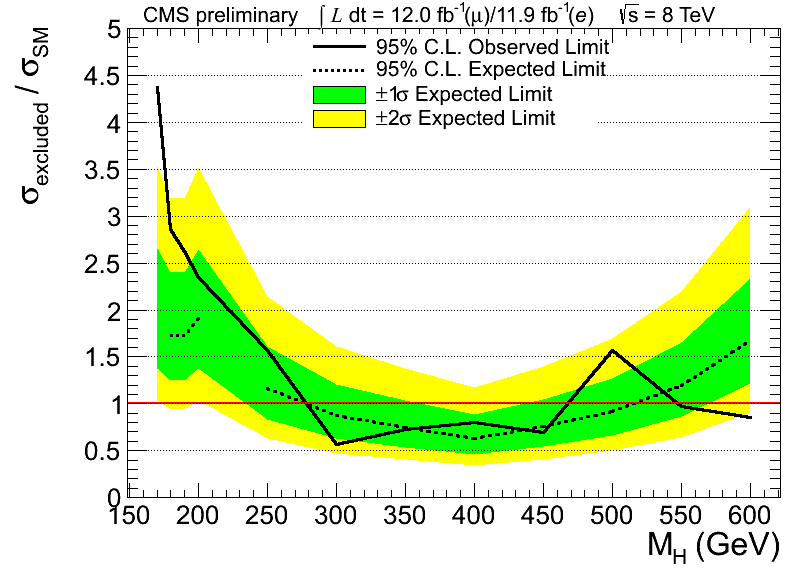 CMS preliminary ∫ L dt = 12.0 fb⁻¹(μ)/11.9 fb⁻¹(e) √s = 8 TeV
95% C.L. Observed Limit
95% C.L. Expected Limit
±1σ Expected Limit
±2σ Expected Limit
σexcluded / σSM
5
4.5
4
3.5
3
2.5
2
1.5
1
0.5
0
150 200 250 300 350 400 450 500 550 600
M_H (GeV)